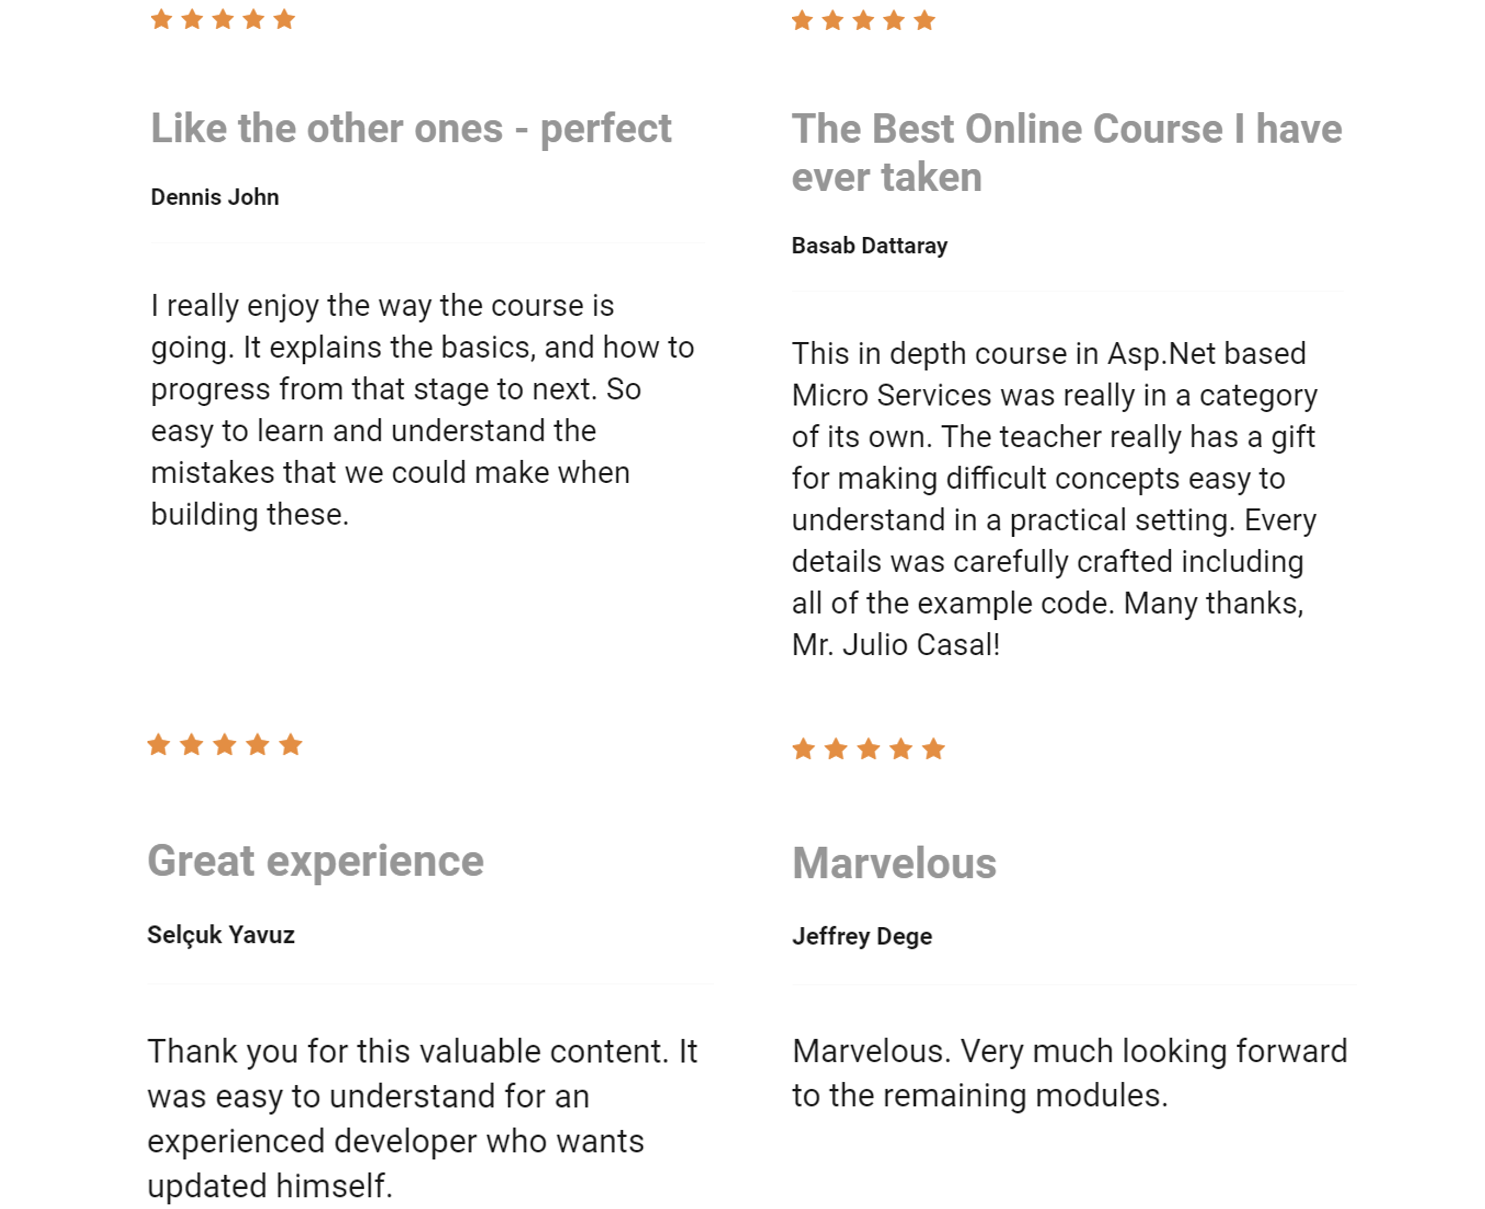 Like the other ones - perfect
Dennis John
I really enjoy the way the course is
going. It explains the basics, and how to
progress from that stage to next. So
easy to learn and understand the
mistakes that we could make when
building these.
The Best Online Course I have
ever taken
Basab Dattaray
This in depth course in Asp.Net based
Micro Services was really in a category
of its own. The teacher really has a gift
for making difficult concepts easy to
understand in a practical setting. Every
details was carefully crafted including
all of the example code. Many thanks,
Mr. Julio Casal!
Great experience
Selçuk Yavuz
Thank you for this valuable content. It
was easy to understand for an
experienced developer who wants
updated himself.
Marvelous
Jeffrey Dege
Marvelous. Very much looking forward
to the remaining modules.